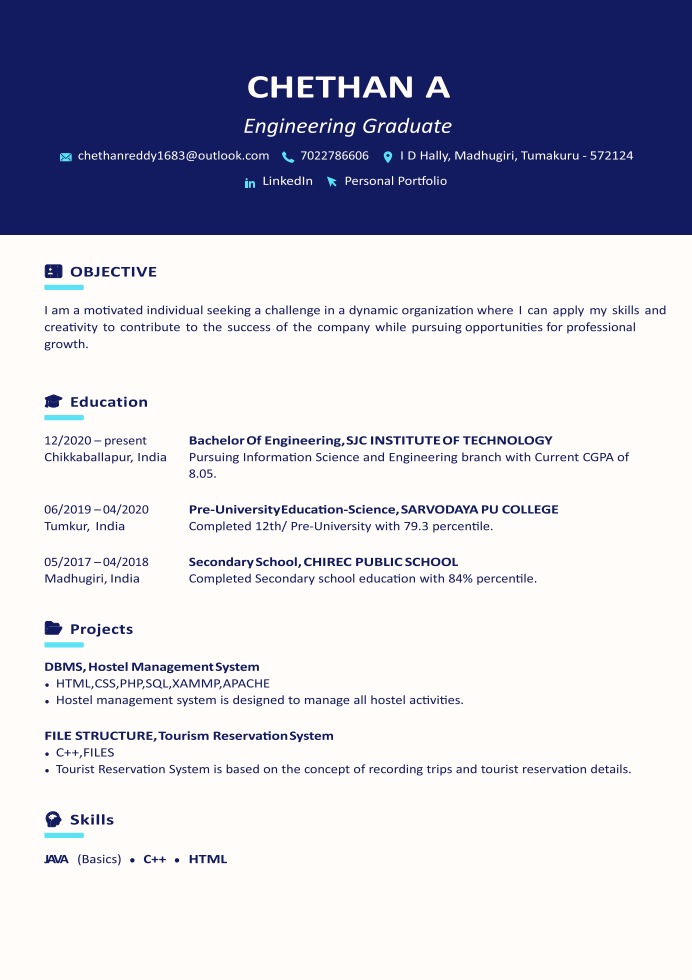 CHETHAN A
Engineering Graduate
chethanreddy1683@outlook.com 7022786606 I D Hally, Madhugiri, Tumakuru - 572124
LinkedIn Personal Portfolio
OBJECTIVE
I am a motivated individual seeking a challenge in a dynamic organization where I can apply my skills and
creativity to contribute to the success of the company while pursuing opportunities for professional
growth.
Education
12/2020 – present Bachelor Of Engineering, SJC INSTITUTE OF TECHNOLOGY
Chikkaballapur, India Pursuing Information Science and Engineering branch with Current CGPA of
8.05.
06/2019 – 04/2020 Pre-University Education-Science, SARVODAYA PU COLLEGE
Tumkur, India Completed 12th/ Pre-University with 79.3 percentile.
05/2017 – 04/2018 Secondary School, CHIREC PUBLIC SCHOOL
Madhugiri, India Completed Secondary school education with 84% percentile.
Projects
DBMS, Hostel Management System
• HTML,CSS,PHP,SQL,XAMMP,APACHE
• Hostel management system is designed to manage all hostel activities.
FILE STRUCTURE, Tourism Reservation System
• C++,FILES
• Tourist Reservation System is based on the concept of recording trips and tourist reservation details.
Skills
JAVA (Basics) • C++ • HTML